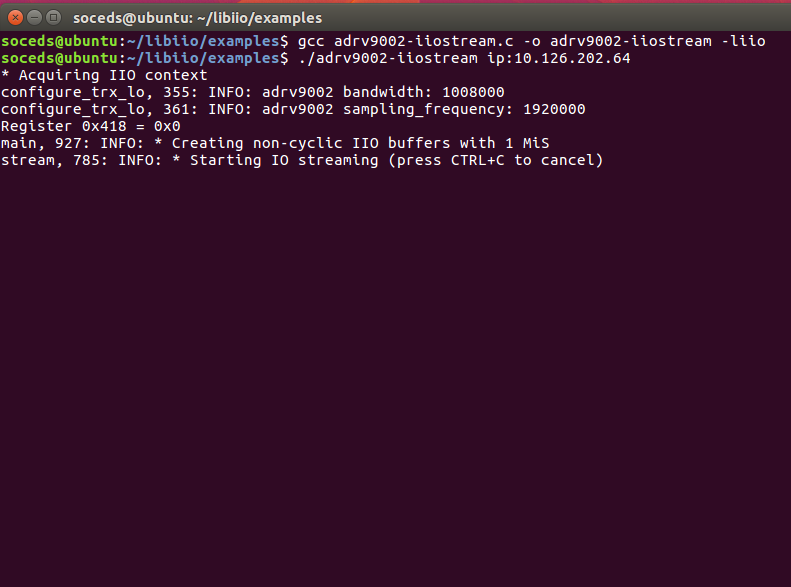 soceds@ubuntu: ~/libiio/examples
soceds@ubuntu:~/libiio/examples$ gcc adrv9002-iiostream.c -o adrv9002-iiostream -liio
soceds@ubuntu:~/libiio/examples$ ./adrv9002-iiostream ip:10.126.202.64
* Acquiring IIO context
configure_trx_lo, 355: INFO: adrv9002 bandwidth: 1008000
configure_trx_lo, 361: INFO: adrv9002 sampling_frequency: 1920000
Register 0x418 = 0x0
main, 927: INFO: * Creating non-cyclic IIO buffers with 1 MiS
stream, 785: INFO: * Starting IO streaming (press CTRL+C to cancel)